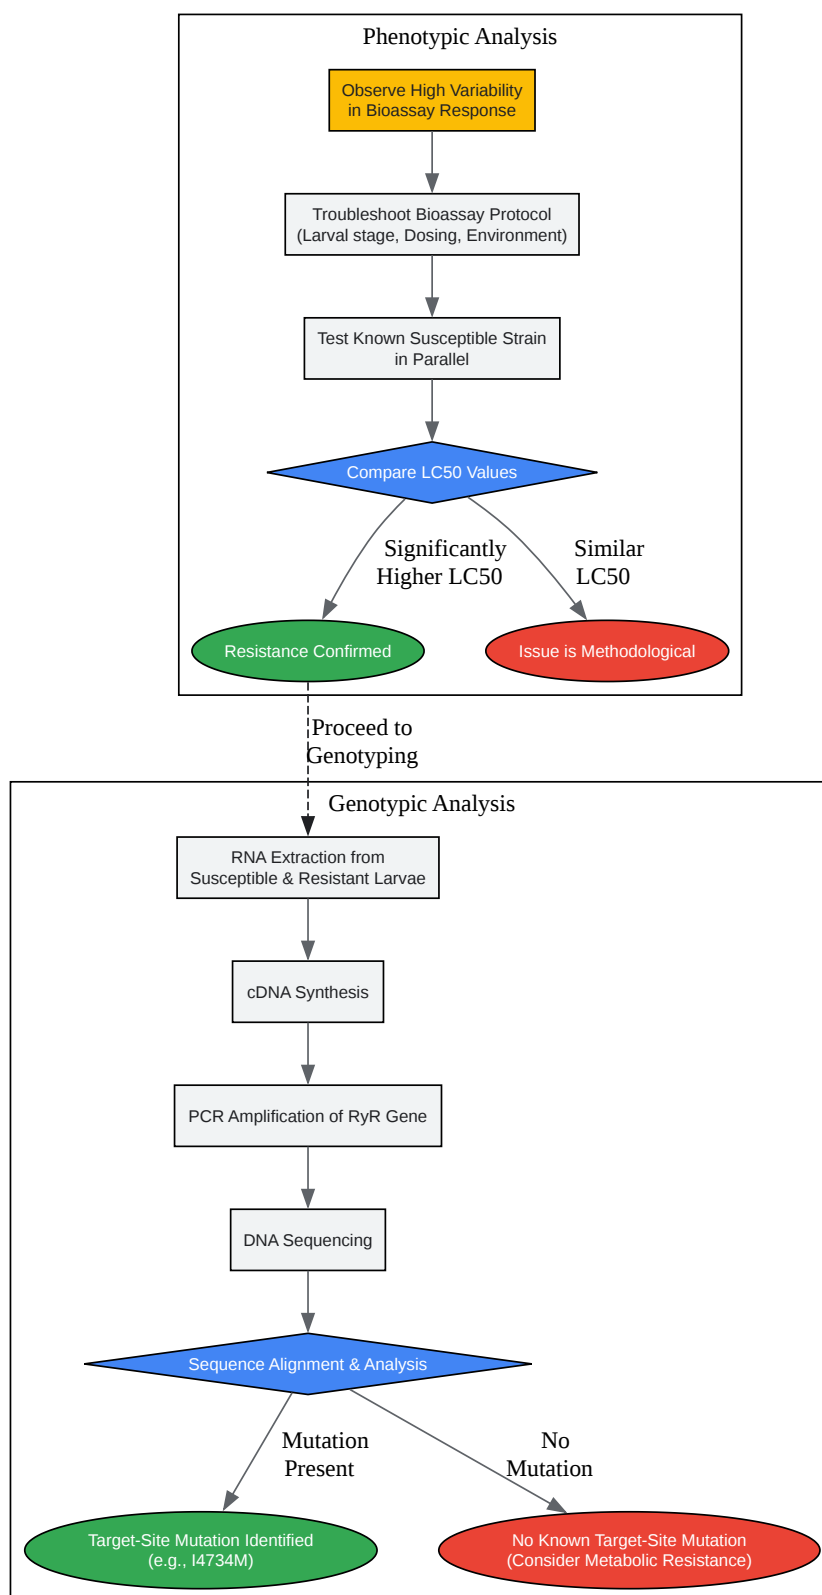 Phenotypic Analysis
Observe High Variability
in Bioassay Response
Troubleshoot Bioassay Protocol
(Larval stage, Dosing, Environment)
Test Known Susceptible Strain
in Parallel
Compare LC50 Values
Significantly
Higher LC50
Similar
LC50
Resistance Confirmed
Issue is Methodological
Proceed to
Genotyping
Genotypic Analysis
RNA Extraction from
Susceptible & Resistant Larvae
cDNA Synthesis
PCR Amplification of RyR Gene
DNA Sequencing
Sequence Alignment & Analysis
Mutation
Present
No
Mutation
Target-Site Mutation Identified
(e.g., I4734M)
No Known Target-Site Mutation
(Consider Metabolic Resistance)